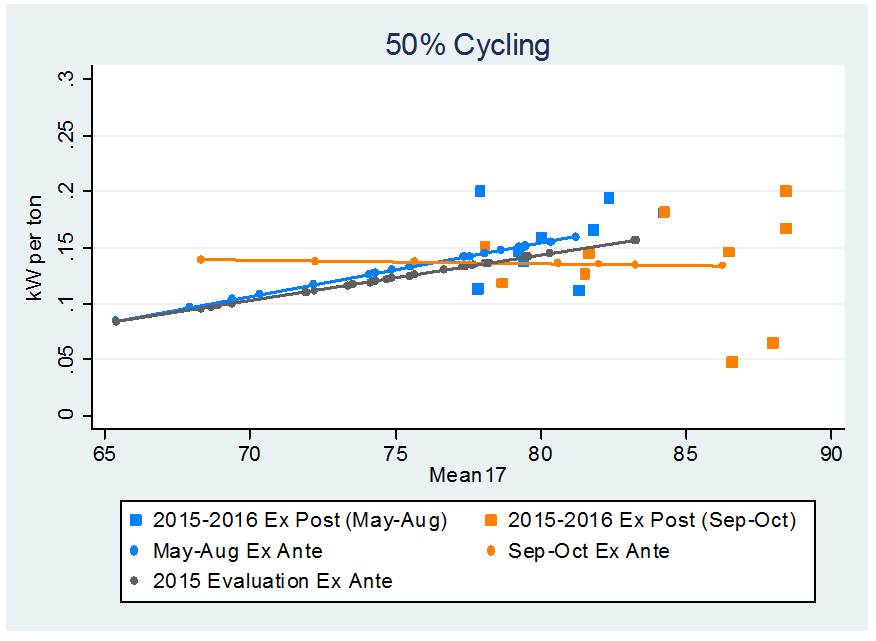 50% Cycling
kW per ton
.3
.25
.2
.15
.1
.05
0
65 70 75 80 85 90
Mean17
2015-2016 Ex Post (May-Aug) 2015-2016 Ex Post (Sep-Oct)
May-Aug Ex Ante Sep-Oct Ex Ante
2015 Evaluation Ex Ante